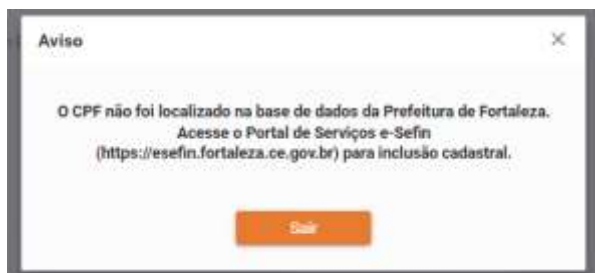 Aviso
O CPF não foi localizado na base de dados da Prefeitura de Fortaleza.
Acesse o Portal de Serviços e-Sefin
(https://esefin.fortaleza.ce.gov.br) para inclusão cadastral.
Sair